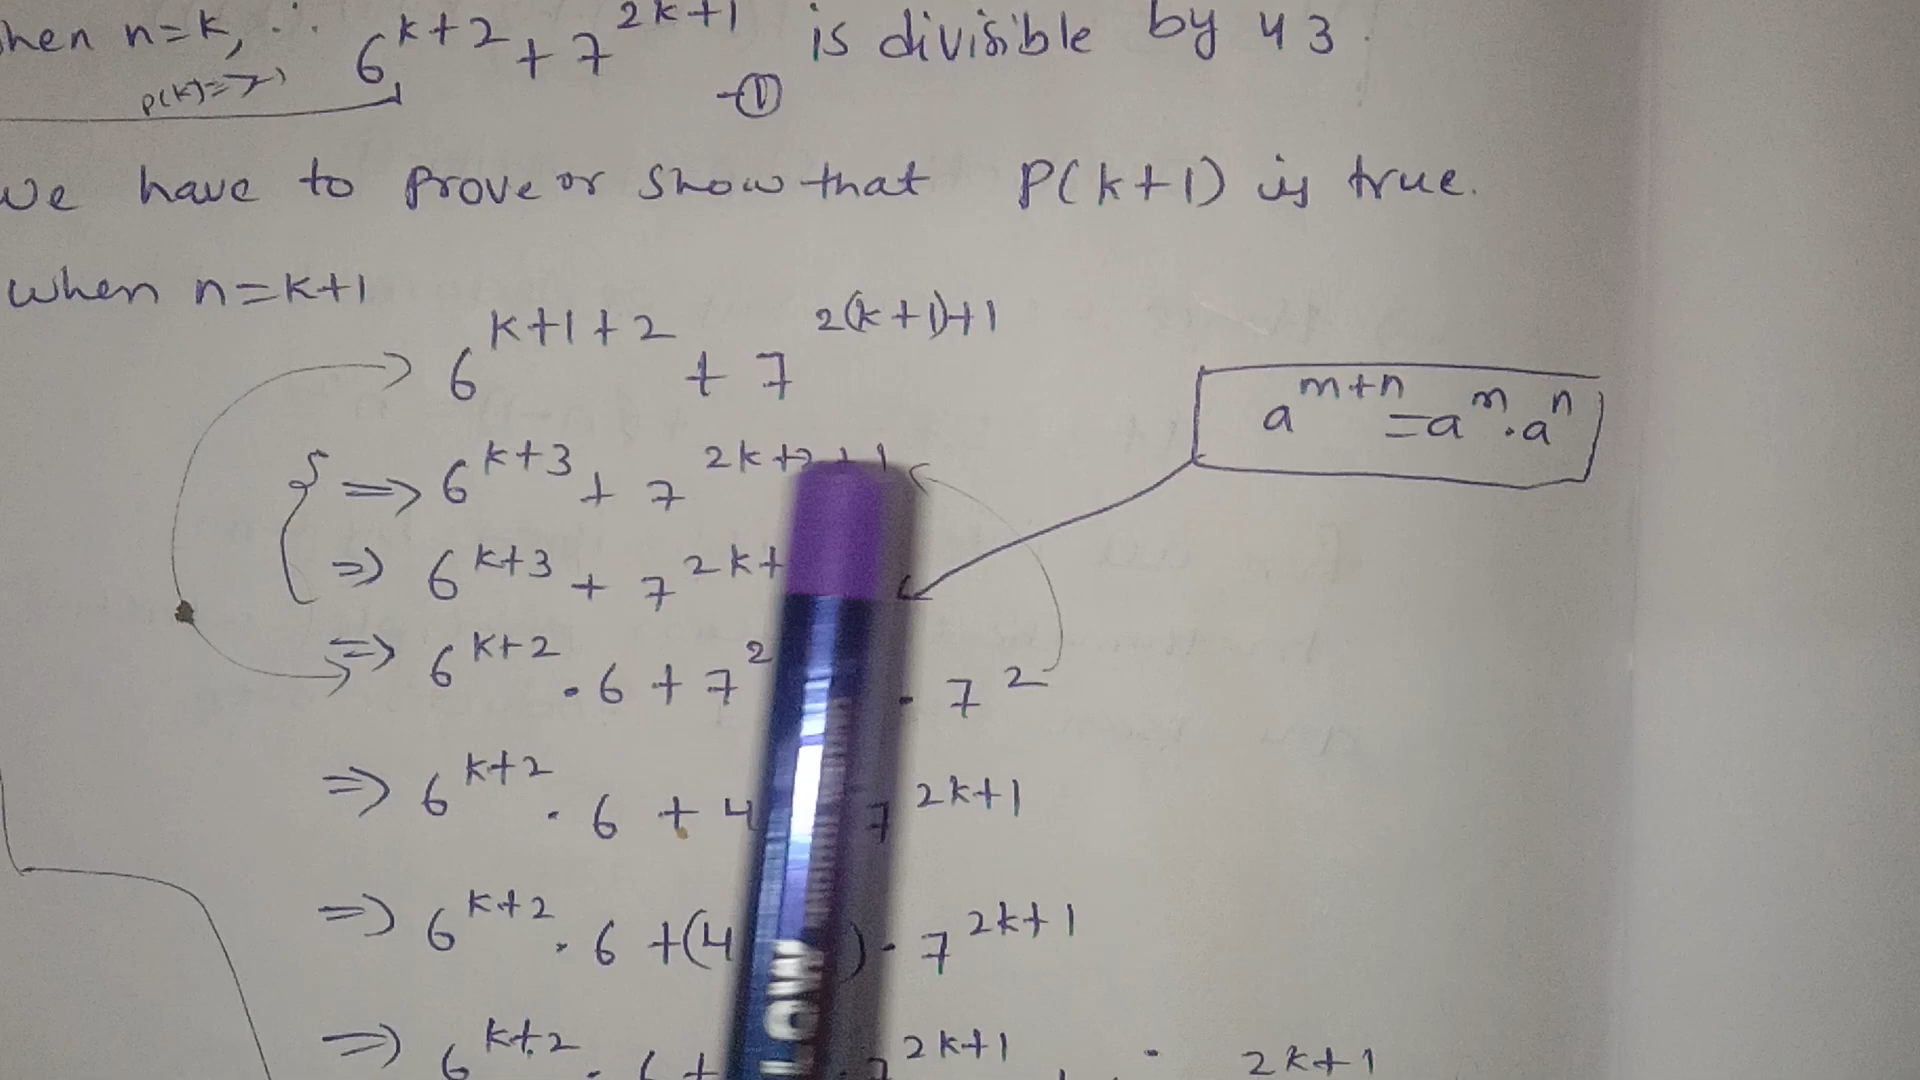 hen n=k, ∴ 6^{k+2} + 7^{2k+1} is divisible by 43.
P(k)=> -①
we have to prove or show that P(k+1) is true.
when n=k+1
6^{k+1+2} + 7^{2(k+1)+1}
a^{m+n} = a^m . a^n
{ => 6^{k+3} + 7^{2k+2+1}
=> 6^{k+3} + 7^{2k+
=> 6^{k+2} . 6 + 7^{2 . 7^2
=> 6^{k+2} . 6 + 4 7^{2k+1}
=> 6^{k+2} . 6 + (4 ) . 7^{2k+1}
=> 6^{k+2} . 6 + 7^{2k+1} 2k+1
LOW